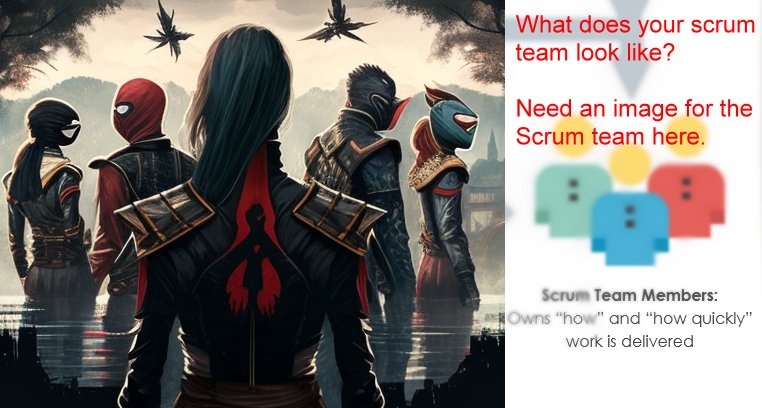 What does your scrum
team look like?
Need an image for the
Scrum team here.
Scrum Team Members:
Owns “how” and “how quickly”
work is delivered